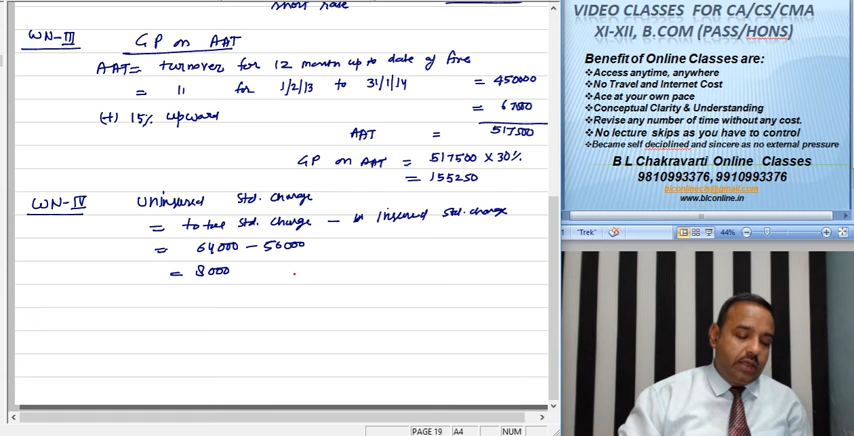 short rate
WN-III GP on AAT
AAT = turnover for 12 month up to date of fire
= 11 for 1/2/13 to 31/1/14 = 450000
(+) 15% upward = 67500
AAT = 517500
GP on AAT = 517500 X 30%
= 155250
WN-IV Uninsured Std. charge
= total Std. charge - insured Std. charge
= 64000 - 56000
= 8000
PAGE 19 A4 NUM
VIDEO CLASSES FOR CA/CS/CMA
XI-XII, B.COM (PASS/HONS)
Benefit of Online Classes are:
❖Access anytime, anywhere
❖No Travel and Internet Cost
❖Ace at your own pace
❖Conceptual Clarity & Understanding
❖Revise any number of time without any cost.
❖No lecture skips as you have to control
❖Became self deciplined and sincere as no external pressure
B L Chakravarti Online Classes
9810993376, 9910993376
blconlinecls@gmail.com
www.blconline.in
"Trek" 44%